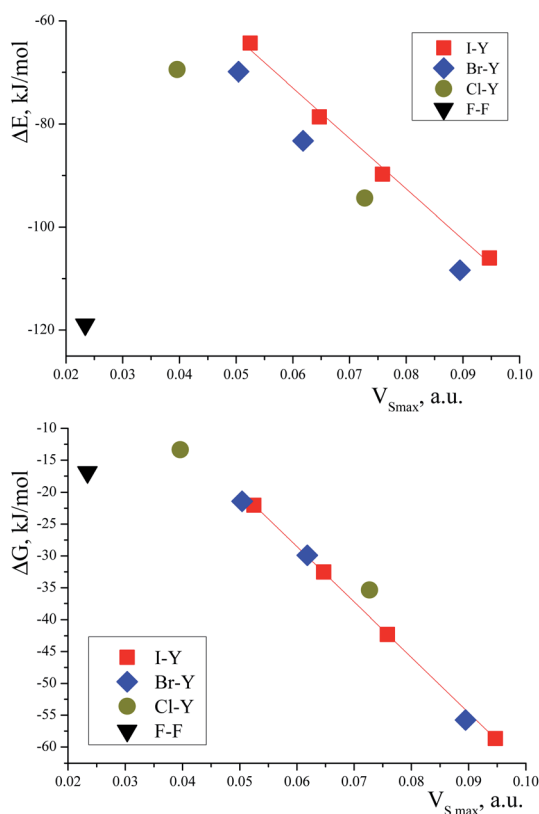 -60
-80
-100
-120
ΔE, kJ/mol
I-Y
Br-Y
Cl-Y
F-F
0.02 0.03 0.04 0.05 0.06 0.07 0.08 0.09 0.10
VSmax, a.u.
-10
-15
-20
-25
-30
-35
-40
-45
-50
-55
-60
ΔG, kJ/mol
I-Y
Br-Y
Cl-Y
F-F
0.02 0.03 0.04 0.05 0.06 0.07 0.08 0.09 0.10
VS max, a.u.